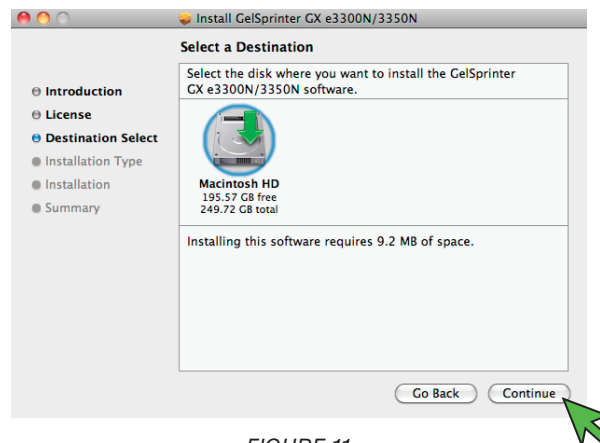 Install GelSprinter GX e3300N/3350N
Select a Destination
Introduction
License
Destination Select
Installation Type
Installation
Summary
Select the disk where you want to install the GelSprinter
GX e3300N/3350N software.
Macintosh HD
195.57 GB free
249.72 GB total
Installing this software requires 9.2 MB of space.
Go Back
Continue
FIGURE 11